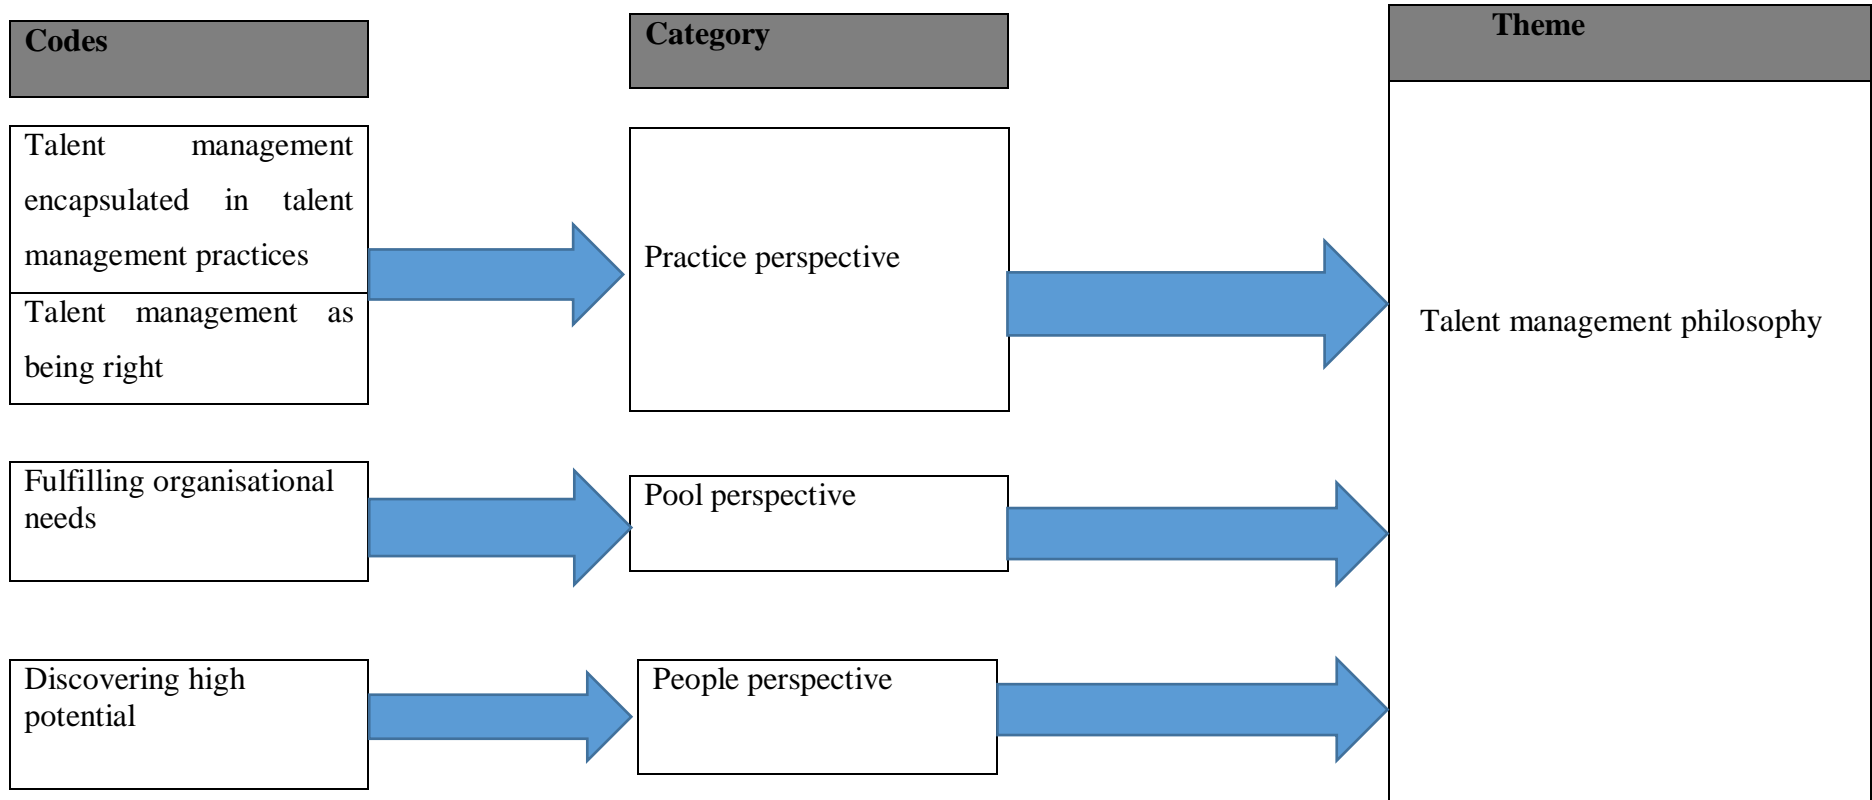 Codes
Category
Theme
Talent management
encapsulated in talent
management practices
Talent management as
being right
Practice perspective
Talent management philosophy
Fulfilling organisational
needs
Pool perspective
Discovering high
potential
People perspective